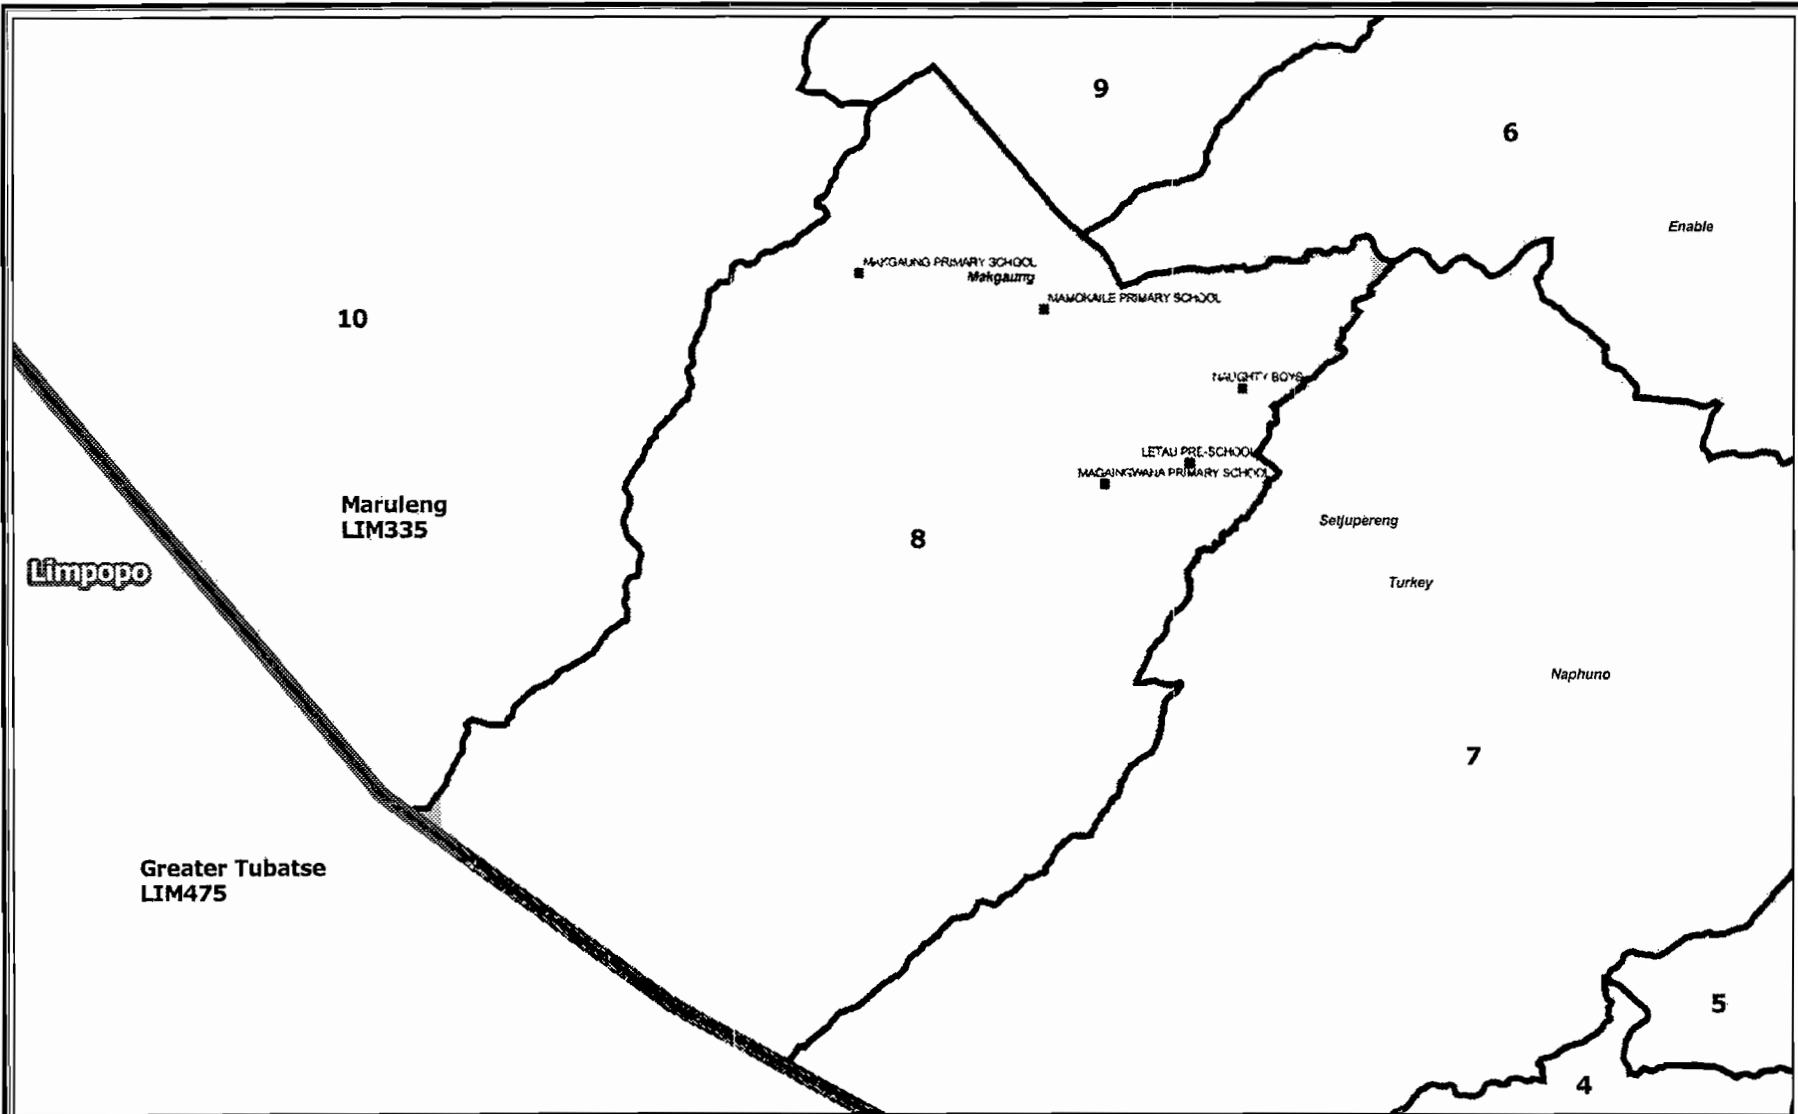 9
6
Enable
MAKGAUNG PRIMARY SCHOOL
Makgaung
MAMOKAILE PRIMARY SCHOOL
10
NAUGHTY BOYS
LETAU PRE-SCHOOL
MAGAINGWANA PRIMARY SCHOOL
Maruleng
LIM335
8
Setjupereng
Limpopo
Turkey
Naphuno
7
Greater Tubatse
LIM475
5
4